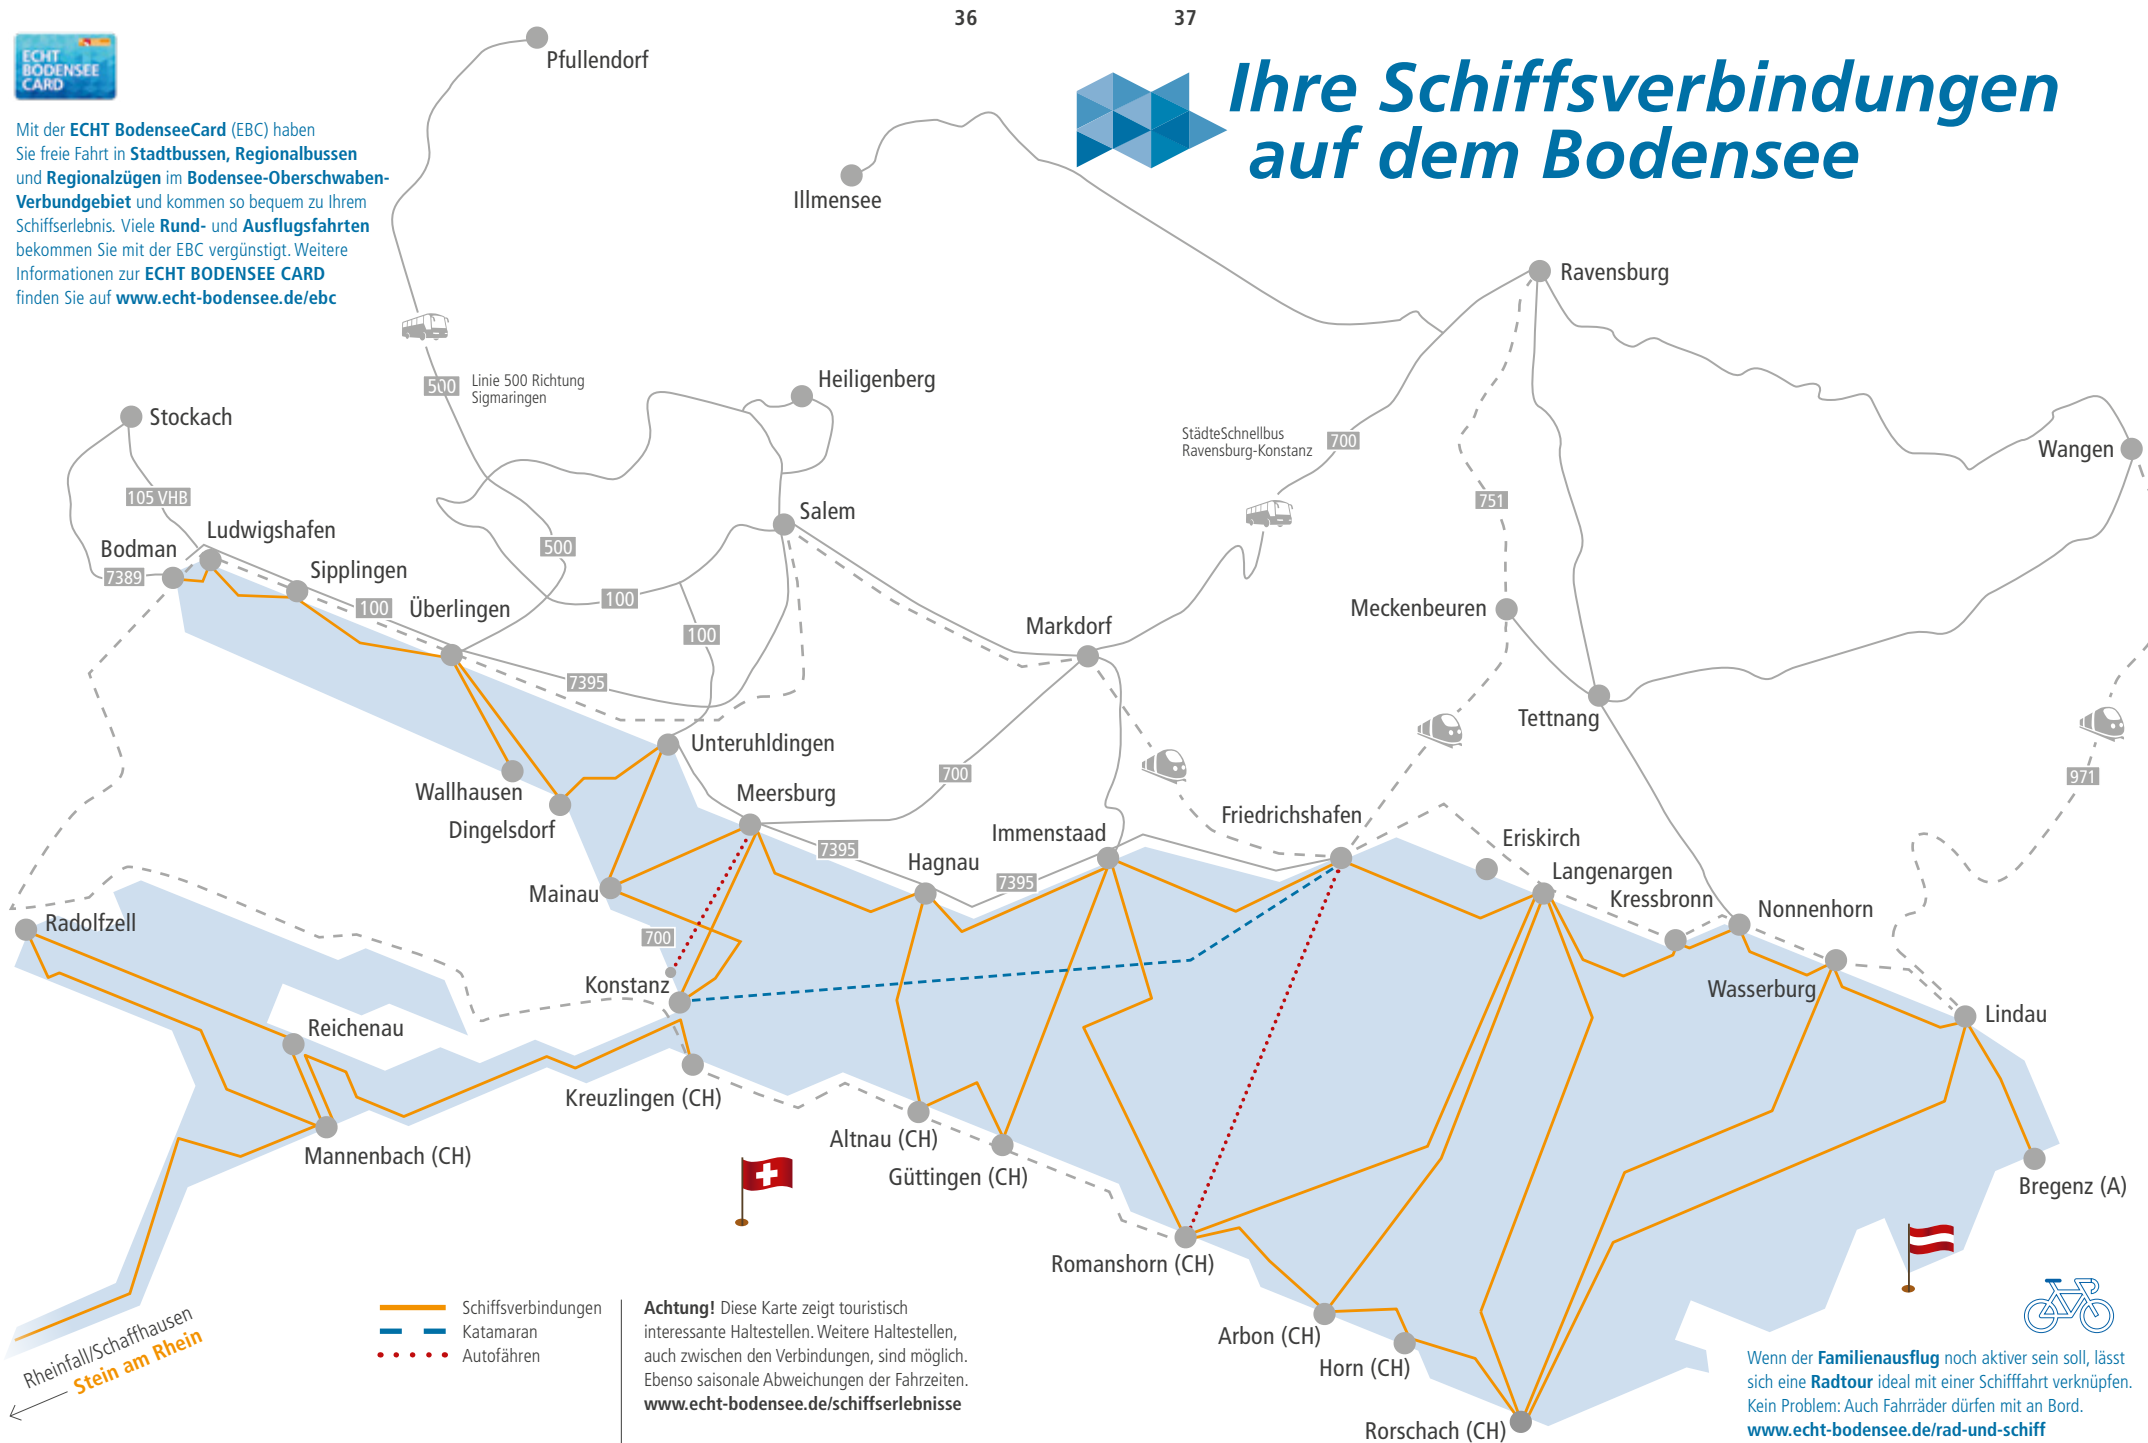 36
37
Ihre Schiffsverbindungen
auf dem Bodensee
ECHT
BODENSEE
CARD
Mit der ECHT BodenseeCard (EBC) haben
Sie freie Fahrt in Stadtbussen, Regionalbussen
und Regionalzügen im Bodensee-Oberschwaben-
Verbundgebiet und kommen so bequem zu Ihrem
Schiffserlebnis. Viele Rund- und Ausflugsfahrten
bekommen Sie mit der EBC vergünstigt. Weitere
Informationen zur ECHT BODENSEE CARD
finden Sie auf www.echt-bodensee.de/ebc
Pfullendorf
Illmensee
Ravensburg
500
Linie 500 Richtung
Sigmaringen
Heiligenberg
Stockach
StädteSchnellbus
Ravensburg-Konstanz
700
Wangen
105 VHB
751
Salem
Ludwigshafen
Bodman
500
7389
Sipplingen
100
Überlingen
100
Meckenbeuren
100
Markdorf
7395
Tettnang
Unteruhldingen
700
971
Wallhausen
Meersburg
Dingelsdorf
Friedrichshafen
Immenstaad
Eriskirch
7395
Hagnau
Langenargen
7395
Mainau
Kressbronn
Nonnenhorn
Radolfzell
700
Konstanz
Wasserburg
Lindau
Reichenau
Kreuzlingen (CH)
Altnau (CH)
Mannenbach (CH)
Güttingen (CH)
Bregenz (A)
Romanshorn (CH)
Arbon (CH)
Horn (CH)
Rorschach (CH)
Rheinfall/Schaffhausen
Stein am Rhein
Schiffsverbindungen
Katamaran
Autofähren
Achtung! Diese Karte zeigt touristisch
interessante Haltestellen. Weitere Haltestellen,
auch zwischen den Verbindungen, sind möglich.
Ebenso saisonale Abweichungen der Fahrzeiten.
www.echt-bodensee.de/schiffserlebnisse
Wenn der Familienausflug noch aktiver sein soll, lässt
sich eine Radtour ideal mit einer Schifffahrt verknüpfen.
Kein Problem: Auch Fahrräder dürfen mit an Bord.
www.echt-bodensee.de/rad-und-schiff